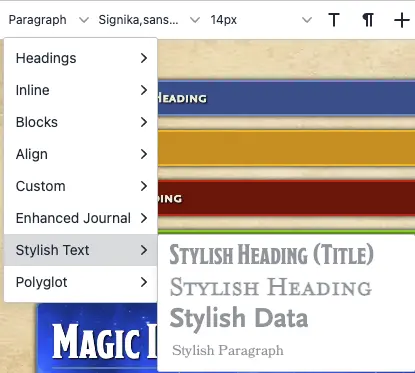 Paragraph Signika,sans... 14px T ¶ +
Headings
Inline
HEADING
Blocks
Align
Custom
DING
Enhanced Journal
Stylish Text
Polyglot
Stylish Heading (Title)
Stylish Heading
Stylish Data
Stylish Paragraph
Magic I